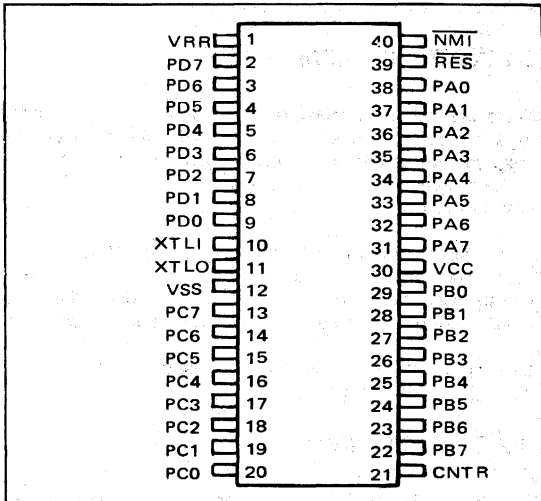 VRR 1 40 NMI
PD7 2 39 RES
PD6 3 38 PA0
PD5 4 37 PA1
PD4 5 36 PA2
PD3 6 35 PA3
PD2 7 34 PA4
PD1 8 33 PA5
PD0 9 32 PA6
XTLI 10 31 PA7
XTLO 11 30 VCC
VSS 12 29 PB0
PC7 13 28 PB1
PC6 14 27 PB2
PC5 15 26 PB3
PC4 16 25 PB4
PC3 17 24 PB5
PC2 18 23 PB6
PC1 19 22 PB7
PC0 20 21 CNTR